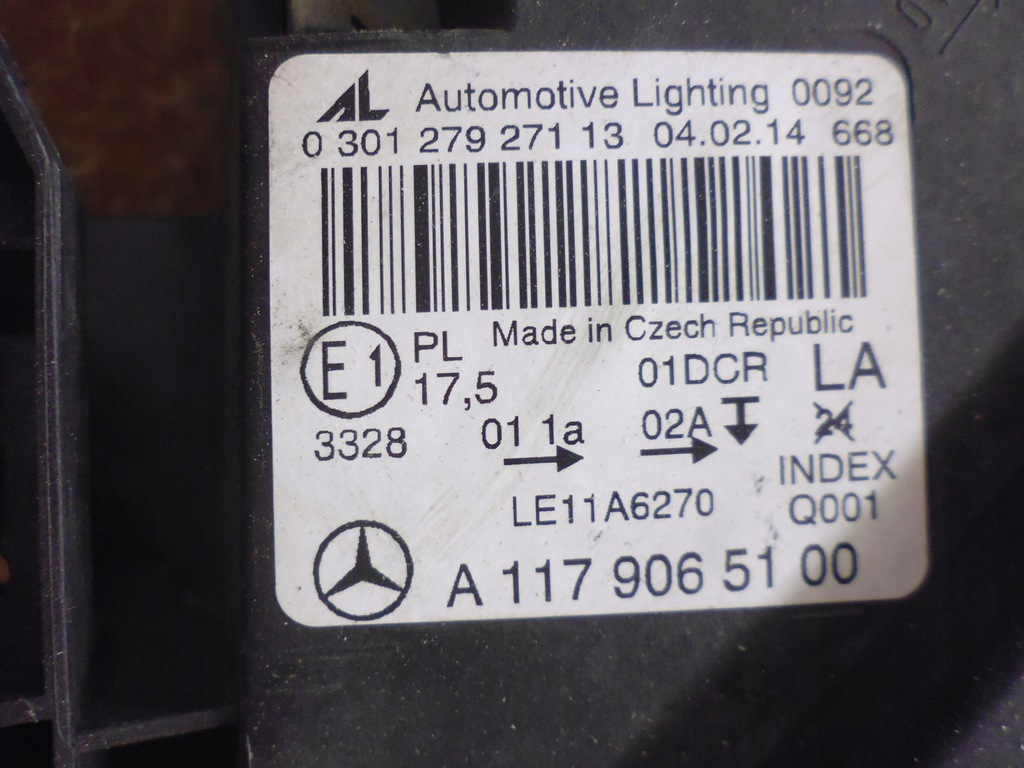 AL Automotive Lighting 0092
0 301 279 271 13 04.02.14 668
Made in Czech Republic
E1 PL 17,5
01DCR LA
3328 01 1a 02A 24
INDEX
LE11A6270 Q001
A 117 906 51 00